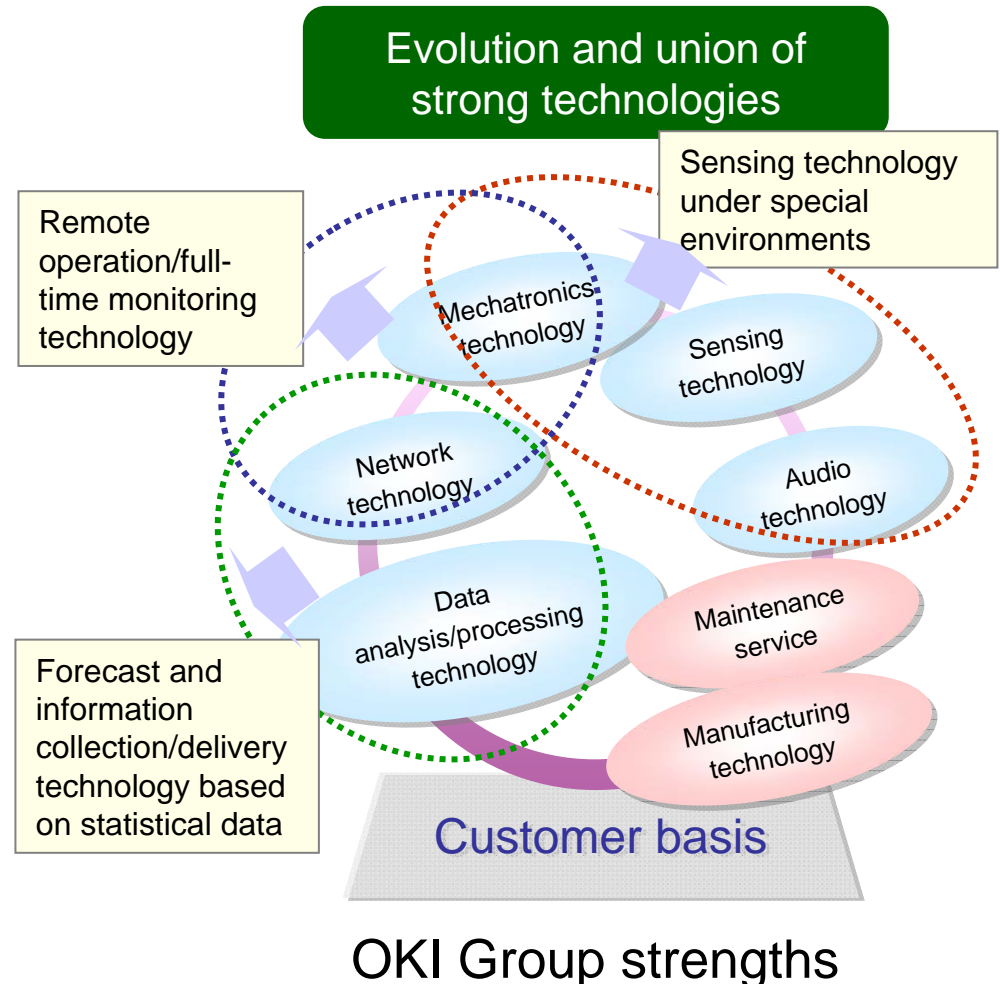 Evolution and union of
strong technologies
Sensing technology
under special
environments
Remote
operation/full-
time monitoring
technology
Mechatronics
technology
Sensing
technology
Network
technology
Audio
technology
Data
analysis/processing
technology
Maintenance
service
Forecast and
information
collection/delivery
technology based
on statistical data
Manufacturing
technology
Customer basis
OKI Group strengths